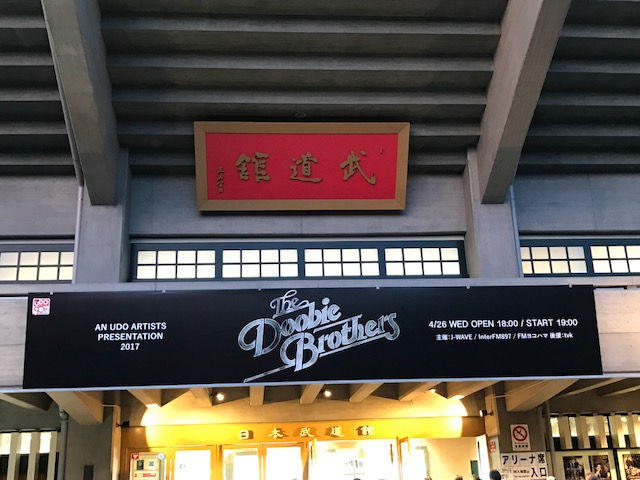 武道館
AN UDO ARTISTS
PRESENTATION
2017
The
Doobie
Brothers
4/26 WED OPEN 18:00 / START 19:00
主催:J-WAVE / InterFM897 / FMヨコハマ 後援:tvk
日本武道館
アリーナ席
入口